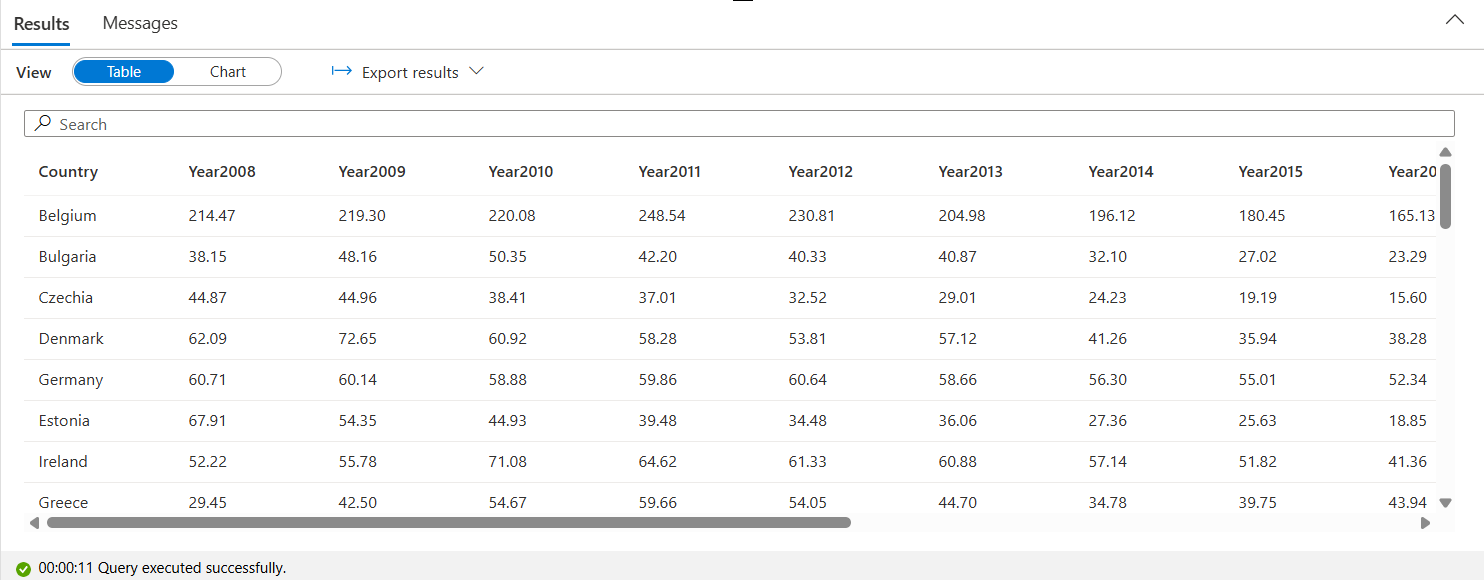 Results Messages
View Table Chart Export results
Search
Country Year2008 Year2009 Year2010 Year2011 Year2012 Year2013 Year2014 Year2015 Year20
Belgium 214.47 219.30 220.08 248.54 230.81 204.98 196.12 180.45 165.13
Bulgaria 38.15 48.16 50.35 42.20 40.33 40.87 32.10 27.02 23.29
Czechia 44.87 44.96 38.41 37.01 32.52 29.01 24.23 19.19 15.60
Denmark 62.09 72.65 60.92 58.28 53.81 57.12 41.26 35.94 38.28
Germany 60.71 60.14 58.88 59.86 60.64 58.66 56.30 55.01 52.34
Estonia 67.91 54.35 44.93 39.48 34.48 36.06 27.36 25.63 18.85
Ireland 52.22 55.78 71.08 64.62 61.33 60.88 57.14 51.82 41.36
Greece 29.45 42.50 54.67 59.66 54.05 44.70 34.78 39.75 43.94
00:00:11 Query executed successfully.